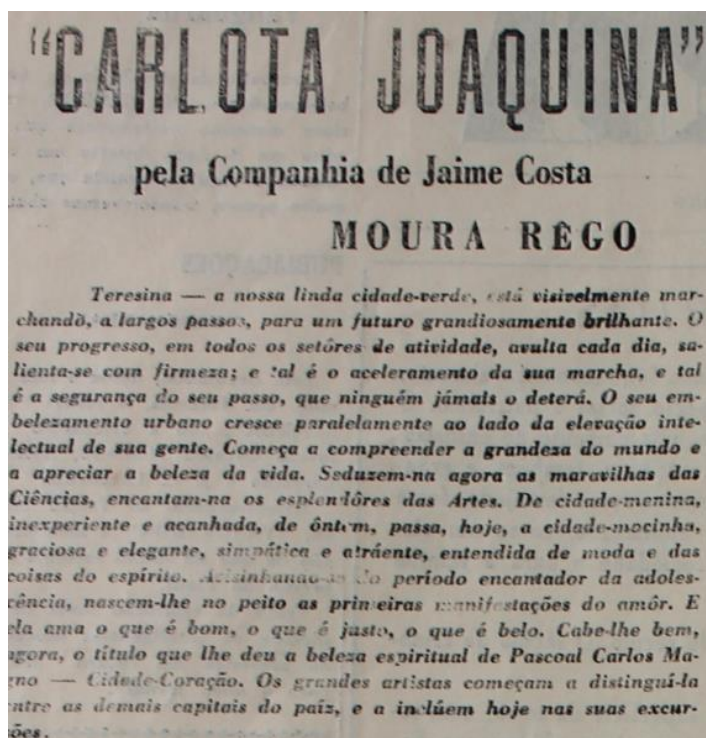 "CARLOTA JOAQUINA"
pela Companhia de Jaime Costa
MOURA RÊGO
Teresina — a nossa linda cidade-verde, está visivelmente mar-
chandò, a largos passos, para um futuro grandiosamente brilhante. O
seu progresso, em todos os setôres de atividade, avulta cada dia, sa-
lienta-se com firmeza; e tal é o aceleramento da sua marcha, e tal
é a segurança do seu passo, que ninguém jámais o deterá. O seu em-
belezamento urbano cresce paralelamente ao lado da elevação inte-
lectual de sua gente. Começa a compreender a grandesa do mundo e
a apreciar a beleza da vida. Seduzem-na agora as maravilhas das
Ciências, encantam-na os esplendôres das Artes. De cidade-menina,
inexperiente e acanhada, de ôntem, passa, hoje, a cidade-mocinha,
graciosa e elegante, simpática e atráente, entendida de moda e das
coisas do espírito. do período encantador da adoles-
cência, nascem-lhe no peito as primeiras manifestações do amôr. E
ela ama o que é bom, o que é justo, o que é belo. Cabe-lhe bem,
agora, o título que lhe deu a beleza espiritual de Pascoal Carlos Ma-
gno — Cidade-Coração. Os grandes artistas começam a distinguí-la
entre as demais capitais do país, e a inclúem hoje nas suas excur-
sões.